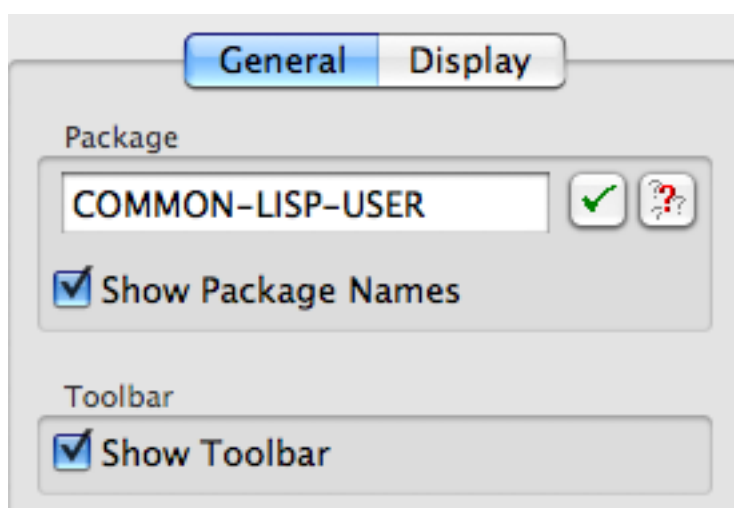 General Display
Package
COMMON-LISP-USER
Show Package Names
Toolbar
Show Toolbar